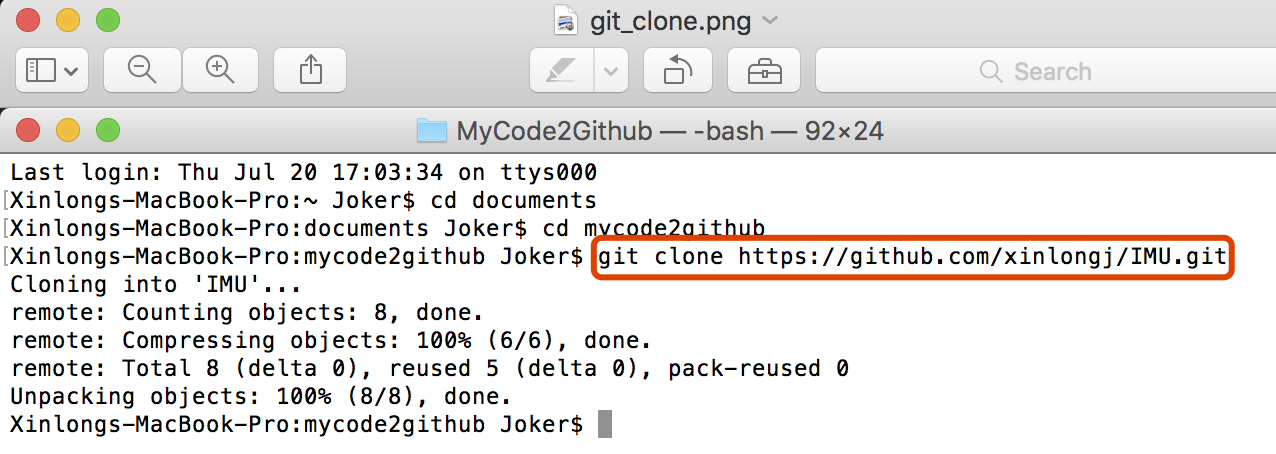 git_clone.png
Search
MyCode2Github — -bash — 92×24
Last login: Thu Jul 20 17:03:34 on ttys000
[Xinlongs-MacBook-Pro:~ Joker$ cd documents
[Xinlongs-MacBook-Pro:documents Joker$ cd mycode2github
[Xinlongs-MacBook-Pro:mycode2github Joker$ git clone https://github.com/xinlongj/IMU.git
Cloning into 'IMU'...
remote: Counting objects: 8, done.
remote: Compressing objects: 100% (6/6), done.
remote: Total 8 (delta 0), reused 5 (delta 0), pack-reused 0
Unpacking objects: 100% (8/8), done.
Xinlongs-MacBook-Pro:mycode2github Joker$